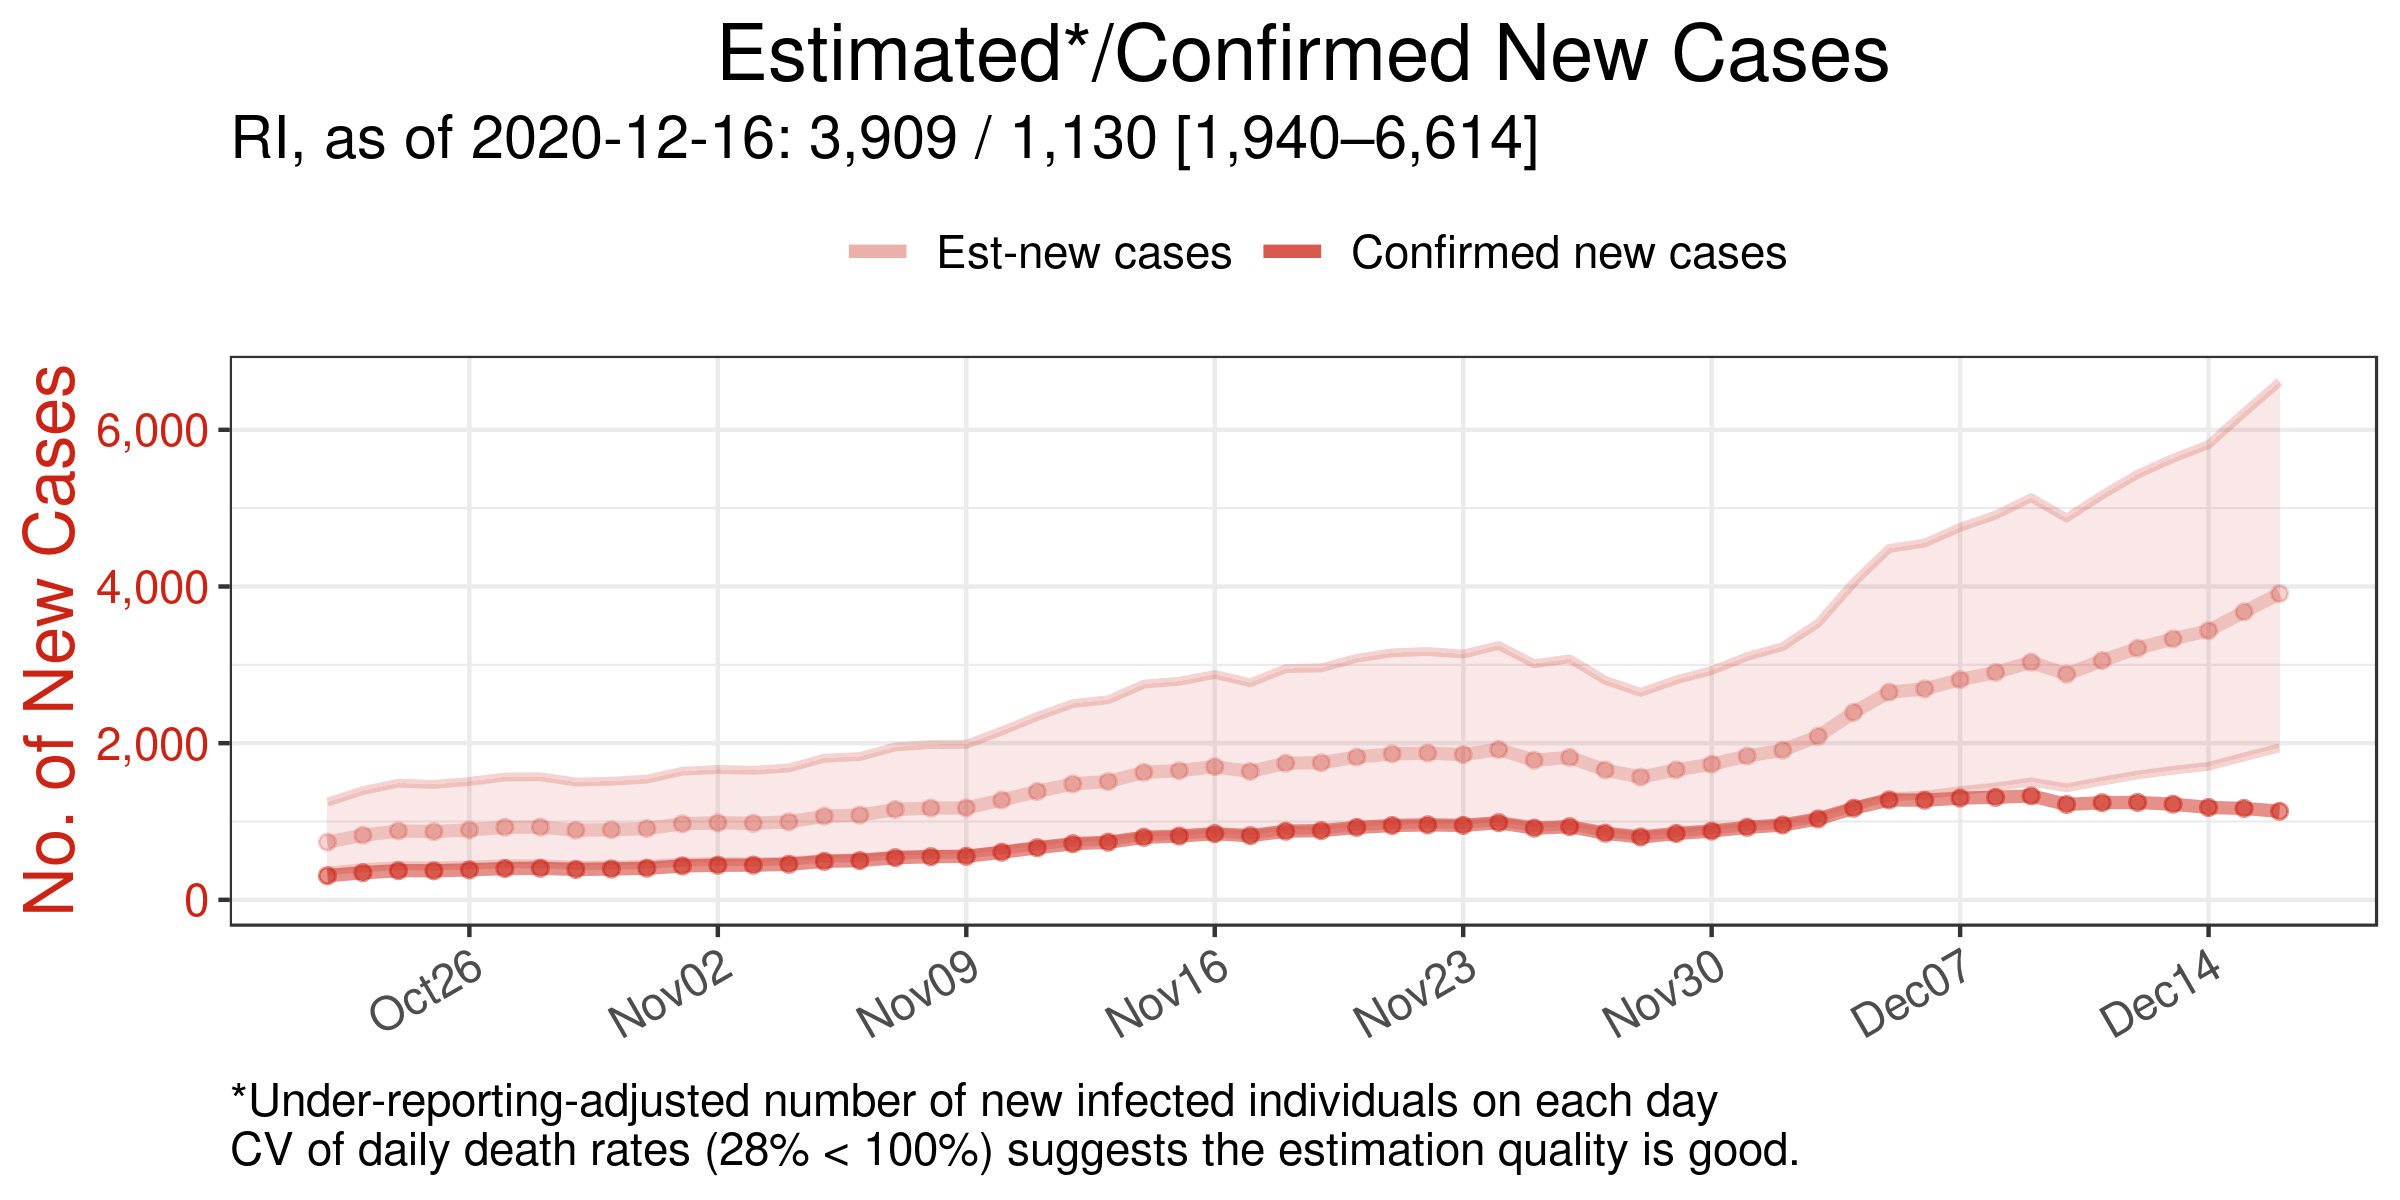 Estimated*/Confirmed New Cases
RI, as of 2020-12-16: 3,909 / 1,130 [1,940–6,614]
Est-new cases
Confirmed new cases
No. of New Cases
6,000
4,000
2,000
0
Oct26
Nov02
Nov09
Nov16
Nov23
Nov30
Dec07
Dec14
*Under-reporting-adjusted number of new infected individuals on each day
CV of daily death rates (28% < 100%) suggests the estimation quality is good.